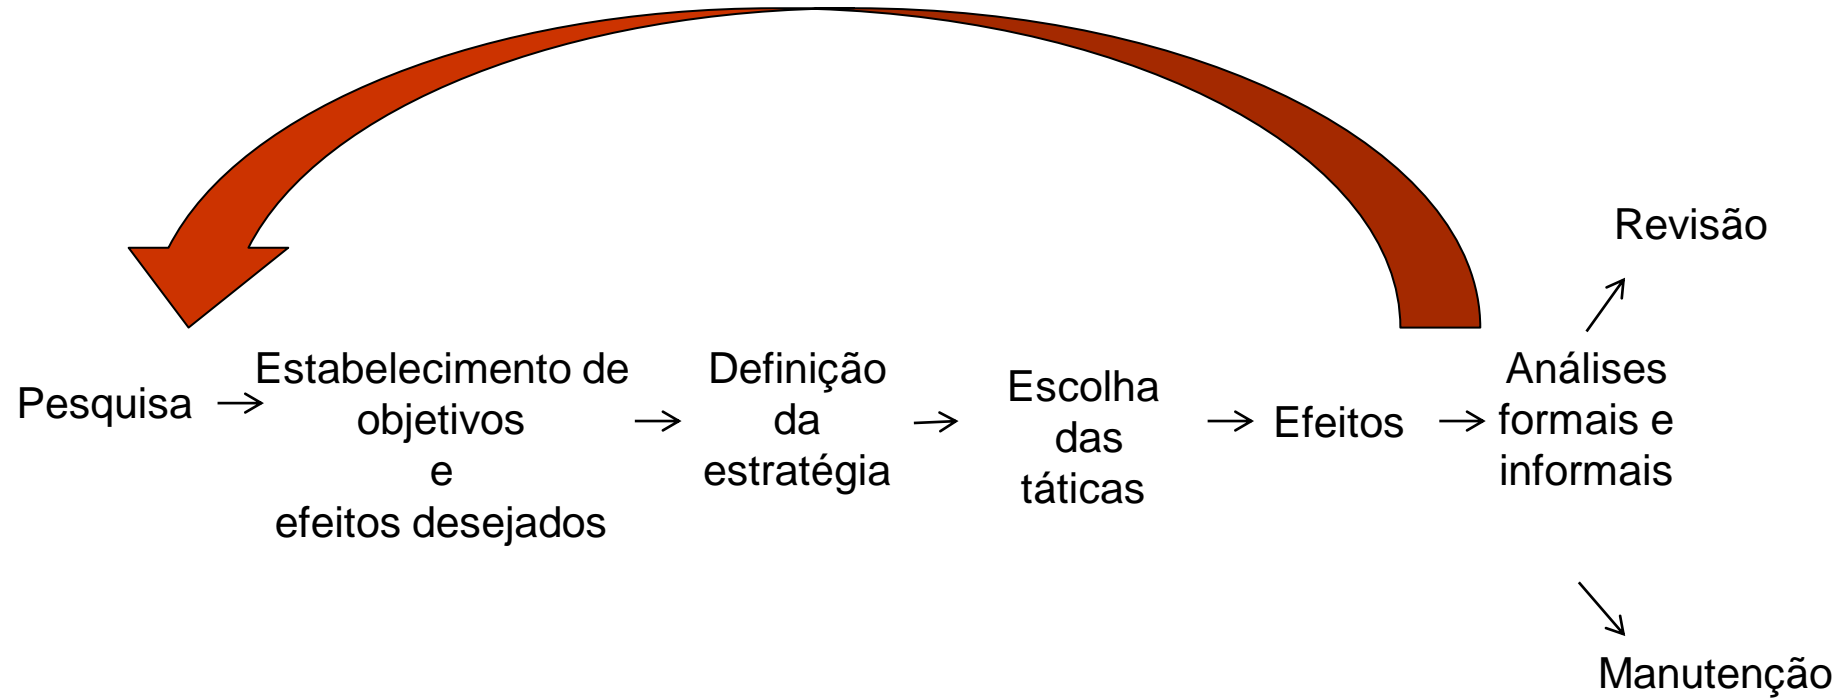 Pesquisa
Estabelecimento de
objetivos
e
efeitos desejados
Definição
da
estratégia
Escolha
das
táticas
Efeitos
Análises
formais e
informais
Revisão
Manutenção